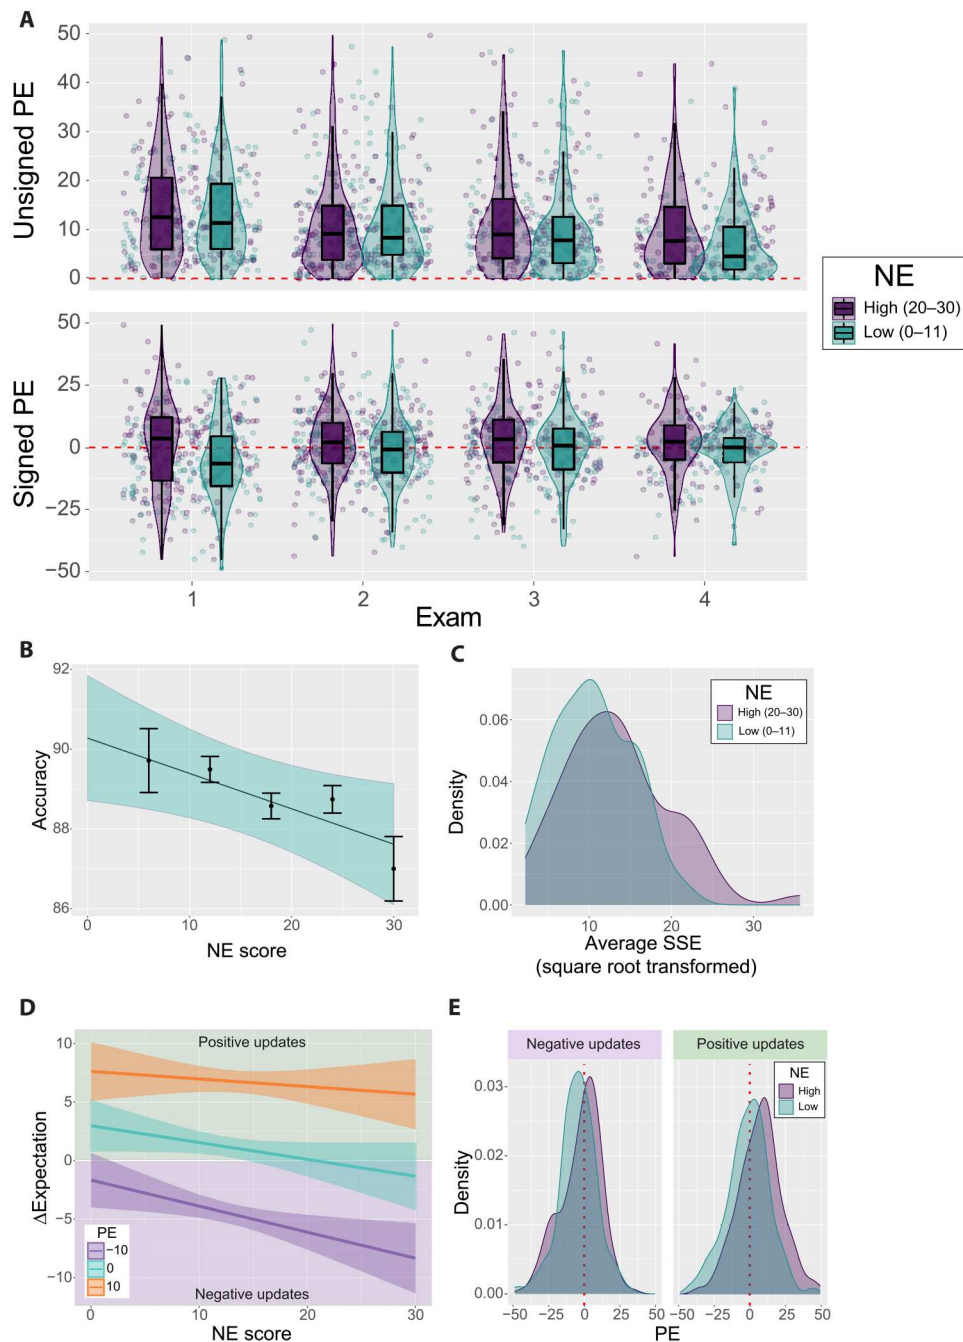 A
50
40
30
20
10
0
Unsigned PE
50
25
0
−25
−50
Signed PE
1 2 3 4
Exam
NE
High (20–30)
Low (0–11)
B
92
90
88
86
Accuracy
0 10 20 30
NE score
C
NE
High (20–30)
Low (0–11)
0.06
0.04
0.02
0.00
Density
10 20 30
Average SSE
(square root transformed)
D
Positive updates
10
5
0
−5
−10
ΔExpectation
PE
−10
0
10
Negative updates
0 10 20 30
NE score
E
Negative updates Positive updates
NE
High
Low
0.03
0.02
0.01
0.00
Density
−50 −25 0 25 50 −50 −25 0 25 50
PE